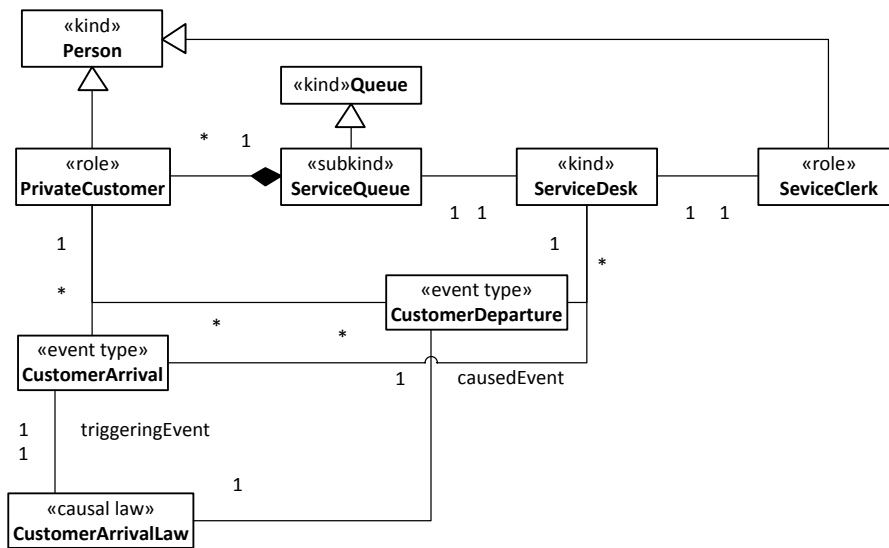 «kind»
Person
«kind»Queue
* 1
«role»
PrivateCustomer
«subkind»
ServiceQueue
«kind»
ServiceDesk
«role»
SeviceClerk
1 1
1 1
1
1
*
*
«event type»
CustomerDeparture
*
*
«event type»
CustomerArrival
1
causedEvent
1
triggeringEvent
1
1
«causal law»
CustomerArrivalLaw